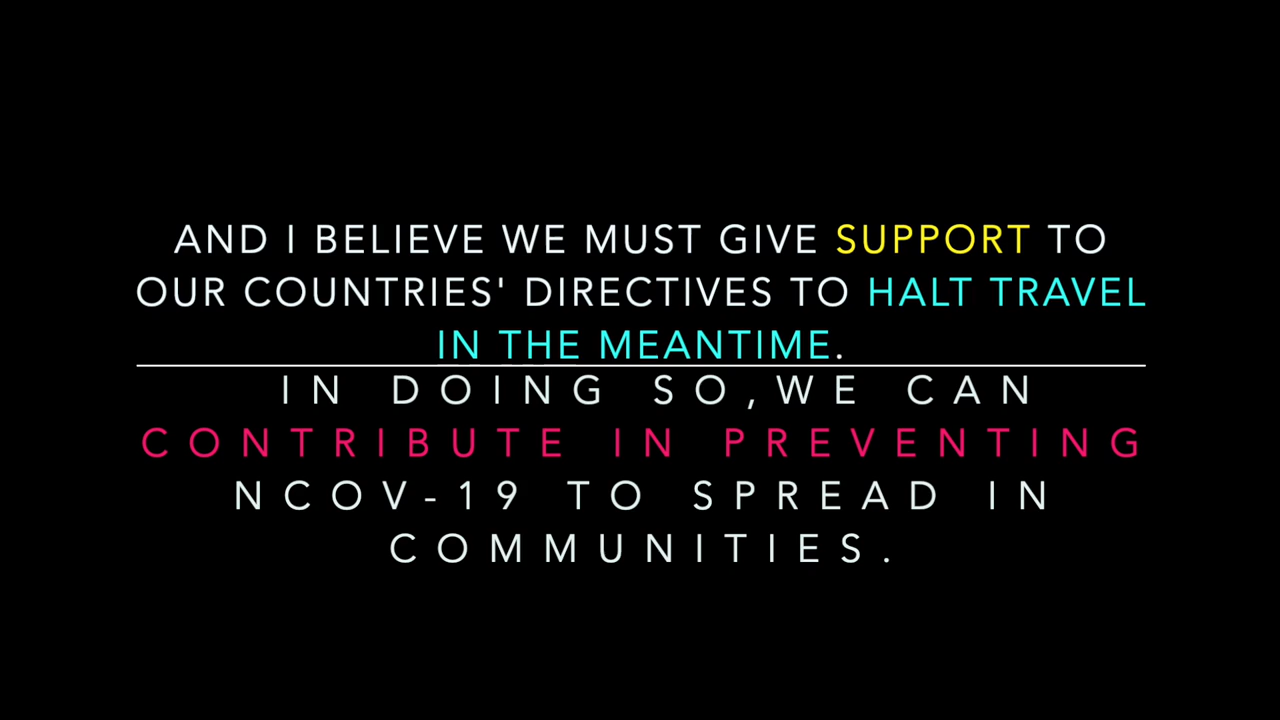 AND I BELIEVE WE MUST GIVE SUPPORT TO
OUR COUNTRIES' DIRECTIVES TO HALT TRAVEL
IN THE MEANTIME.
IN DOING SO,WE CAN
CONTRIBUTE IN PREVENTING
NCOV-19 TO SPREAD IN
COMMUNITIES.